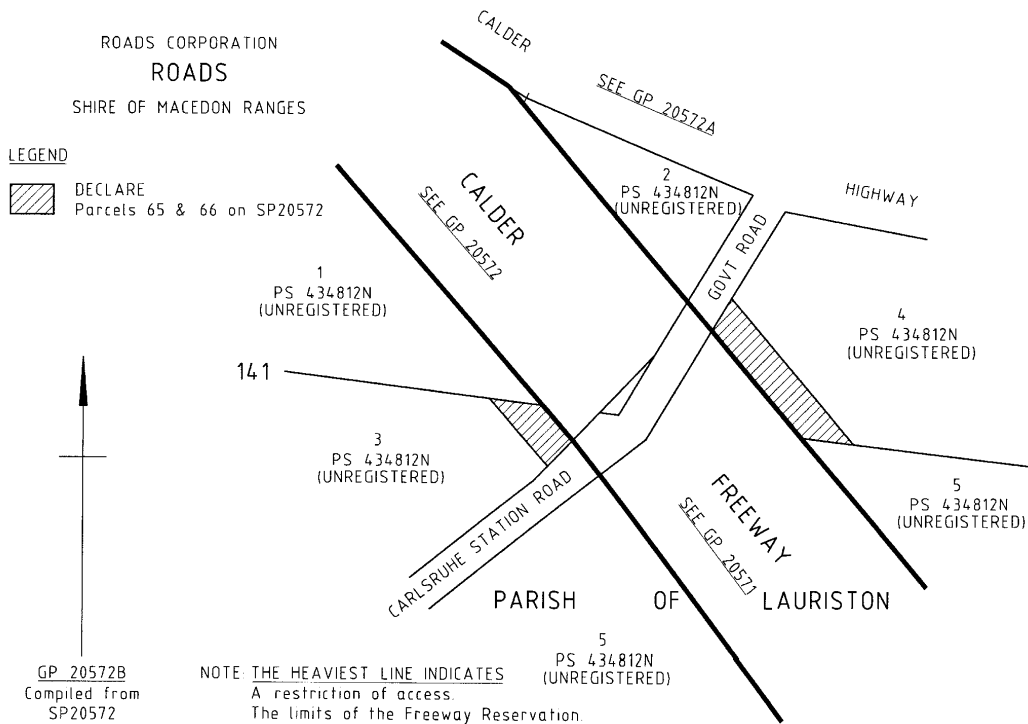 ROADS CORPORATION
ROADS
SHIRE OF MACEDON RANGES
LEGEND
DECLARE
Parcels 65 & 66 on SP20572
CALDER
SEE GP 20572A
HIGHWAY
2
PS 434812N
(UNREGISTERED)
CALDER
SEE GP 20572
GOVT ROAD
1
PS 434812N
(UNREGISTERED)
4
PS 434812N
(UNREGISTERED)
141
3
PS 434812N
(UNREGISTERED)
5
PS 434812N
(UNREGISTERED)
CARLSRUHE STATION ROAD
FREEWAY
SEE GP 20571
PARISH OF LAURISTON
5
PS 434812N
(UNREGISTERED)
GP 20572B
Compiled from
SP20572
NOTE: THE HEAVIEST LINE INDICATES
A restriction of access.
The limits of the Freeway Reservation.